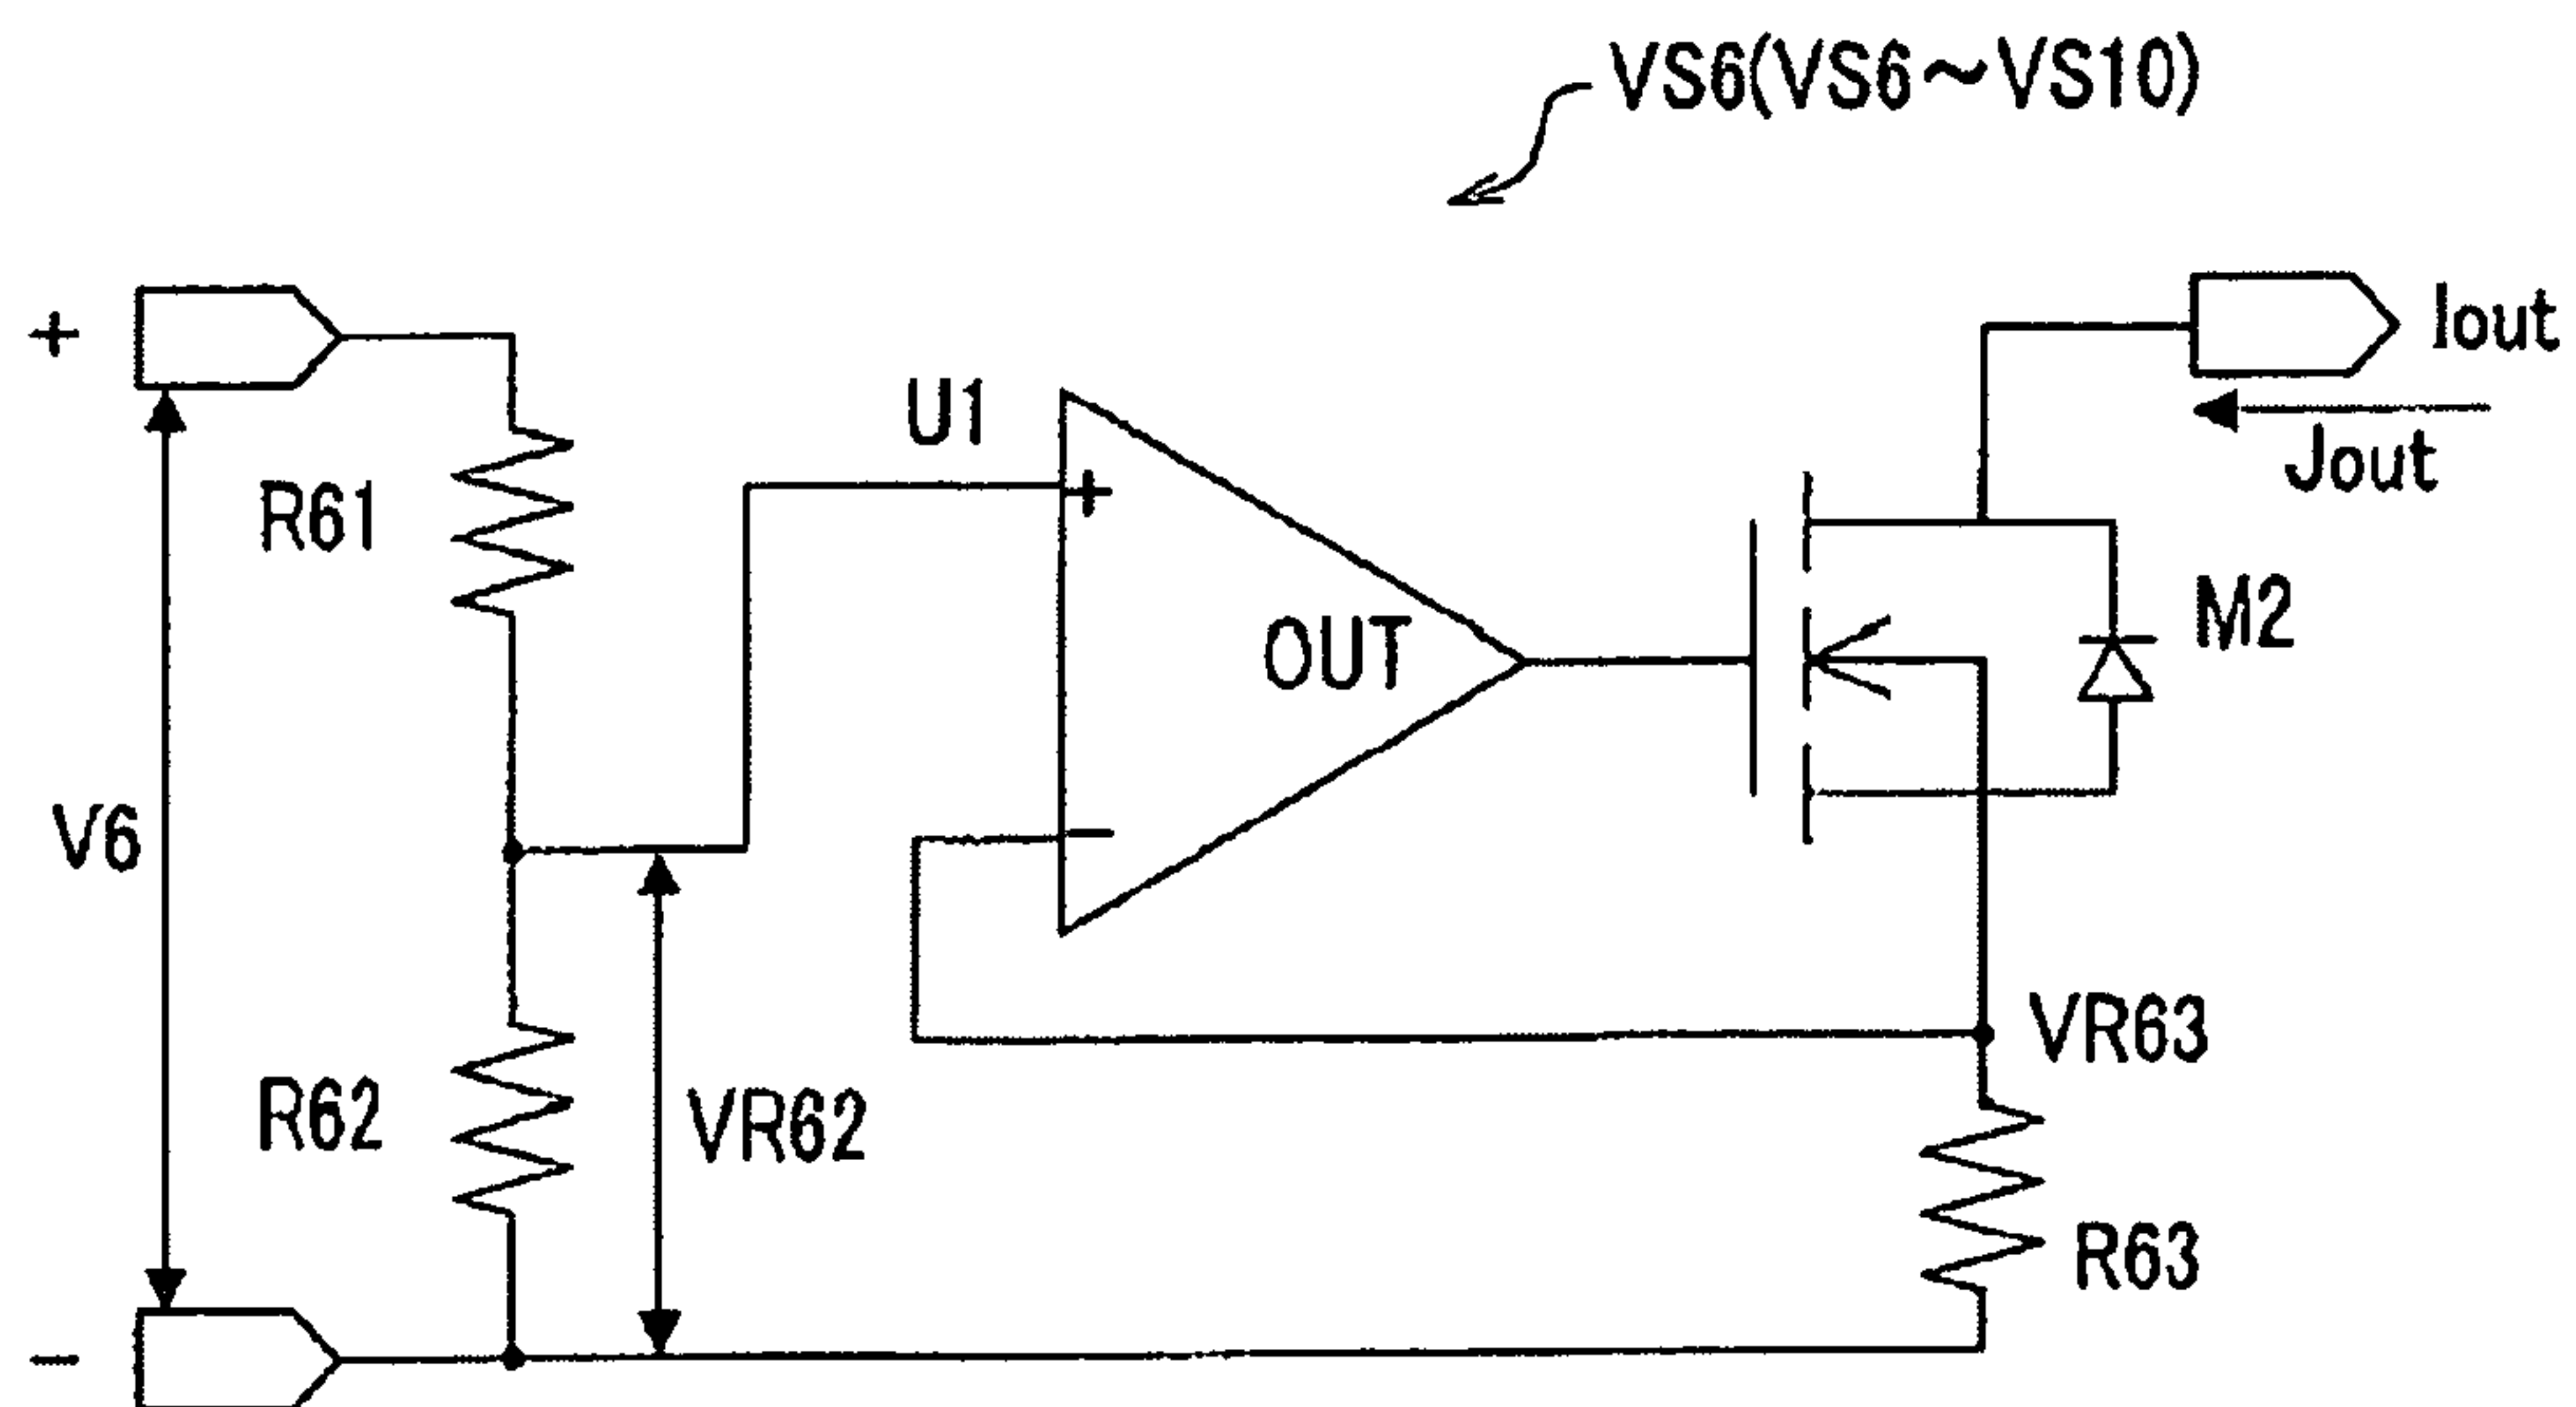 VS6(VS6～VS10)
+
Iout
U1
Jout
+
R61
M2
OUT
V6
−
VR63
R62
VR62
R63
−